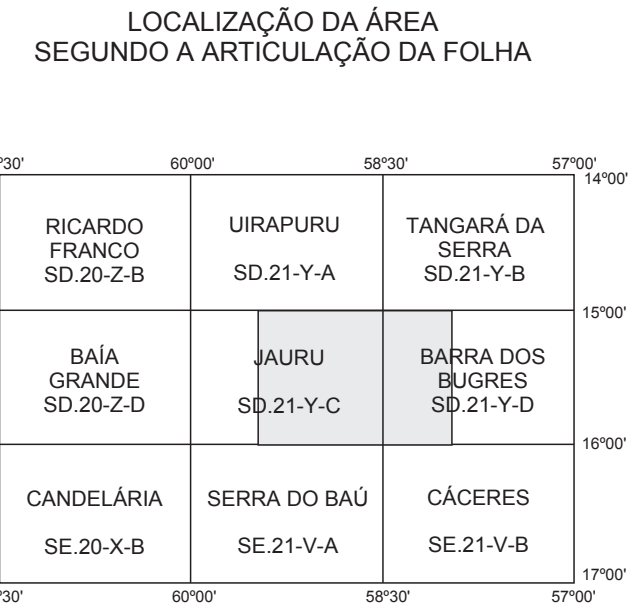 LOCALIZAÇÃO DA ÁREA
SEGUNDO A ARTICULAÇÃO DA FOLHA
º30' 60º00' 58º30' 57º00'
14º00'
RICARDO
FRANCO
SD.20-Z-B
UIRAPURU
SD.21-Y-A
TANGARÁ DA
SERRA
SD.21-Y-B
15º00'
BAÍA
GRANDE
SD.20-Z-D
JAURU
SD.21-Y-C
BARRA DOS
BUGRES
SD.21-Y-D
16º00'
CANDELÁRIA
SE.20-X-B
SERRA DO BAÚ
SE.21-V-A
CÁCERES
SE.21-V-B
17º00'
º30' 60º00' 58º30' 57º00'